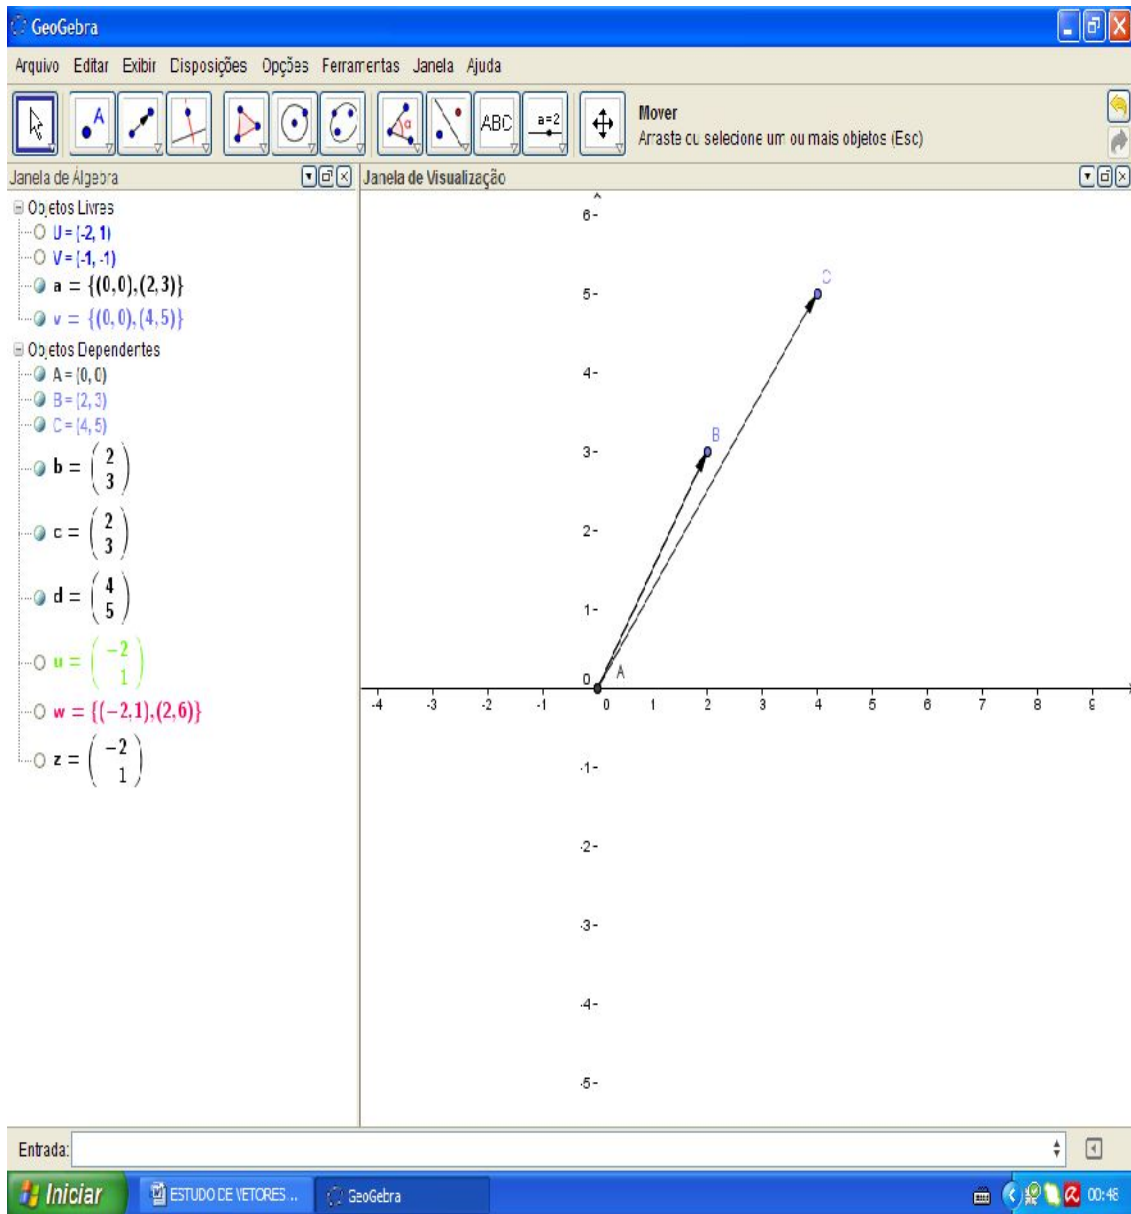 GeoGebra
Arquivo Editar Exibir Disposições Opções Ferramentas Janela Ajuda
A
α
ABC
a=2
Mover
Arraste ou selecione um ou mais objetos (Esc)
Janela de Álgebra
Janela de Visualização
Objetos Livres
U = (-2, 1)
V = (-1, -1)
a = {(0,0),(2,3)}
v = {(0,0),(4,5)}
Objetos Dependentes
A = (0, 0)
B = (2, 3)
C = (4, 5)
b = ( 2 3 )
c = ( 2 3 )
d = ( 4 5 )
u = ( −2 1 )
w = {(−2,1),(2,6)}
z = ( −2 1 )
6
C
5
4
B
3
2
1
0 A
-4 -3 -2 -1 0 1 2 3 4 5 6 7 8 9
-1
-2
-3
-4
-5
Entrada:
Iniciar
ESTUDO DE VETORES ...
GeoGebra
00:48